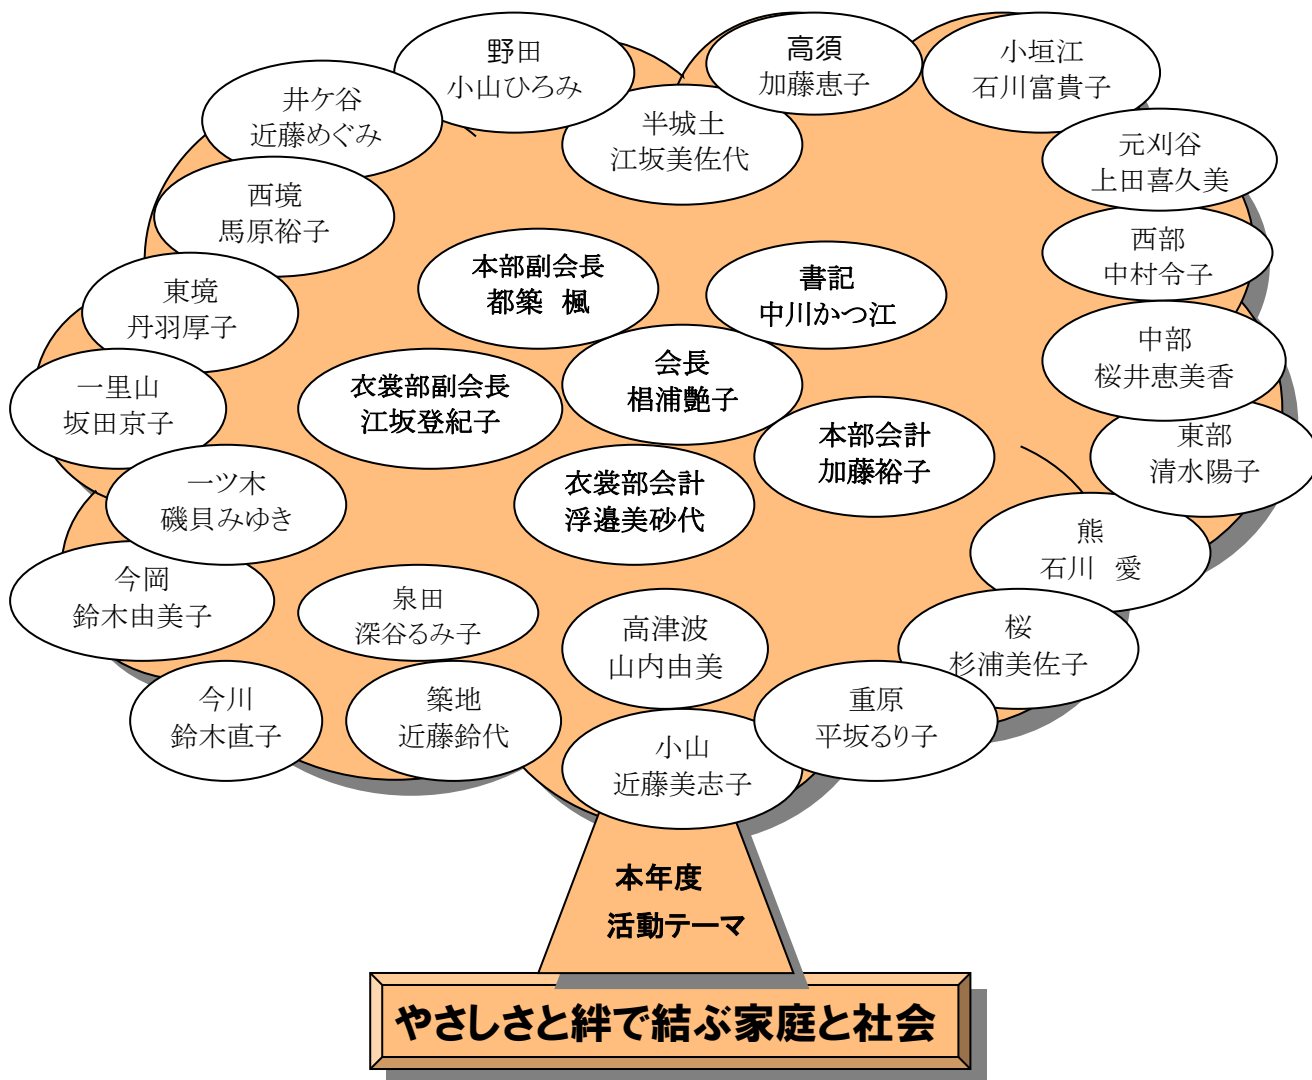 野田
小山ひろみ
高須
加藤恵子
小垣江
石川富貴子
井ケ谷
近藤めぐみ
半城土
江坂美佐代
元刈谷
上田喜久美
西境
馬原裕子
西部
中村令子
本部副会長
都築　楓
書記
中川かつ江
東境
丹羽厚子
中部
桜井恵美香
会長
椙浦艶子
一里山
坂田京子
衣裳部副会長
江坂登紀子
本部会計
加藤裕子
東部
清水陽子
一ツ木
磯貝みゆき
衣裳部会計
浮邉美砂代
熊
石川　愛
今岡
鈴木由美子
泉田
深谷るみ子
高津波
山内由美
桜
杉浦美佐子
今川
鈴木直子
築地
近藤鈴代
重原
平坂るり子
小山
近藤美志子
本年度
活動テーマ
やさしさと絆で結ぶ家庭と社会